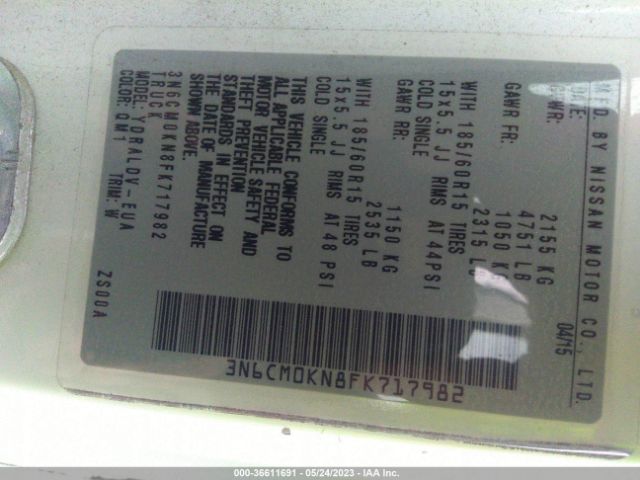 MFD. BY NISSAN MOTOR CO., LTD.
04/15
GVWR: 2155 KG
4751 LB
GAWR FR: 1050 KG
2315 LB
WITH 185/60R15 TIRES
15x5.5 JJ RIMS AT 44PSI
COLD SINGLE
GAWR RR: 1150 KG
2535 LB
WITH 185/60R15 TIRES
15x5.5 JJ RIMS AT 48 PSI
COLD SINGLE
THIS VEHICLE CONFORMS TO
ALL APPLICABLE FEDERAL
MOTOR VEHICLE SAFETY AND
THEFT PREVENTION
STANDARDS IN EFFECT ON
THE DATE OF MANUFACTURE
SHOWN ABOVE.
3N6CM0KN8FK717982
TRUCK
MODEL: YDRALDV-EUA
COLOR: QM1 TRIM: W
ZS00A
3N6CM0KN8FK717982
000-36611691 - 05/24/2023 - IAA Inc.